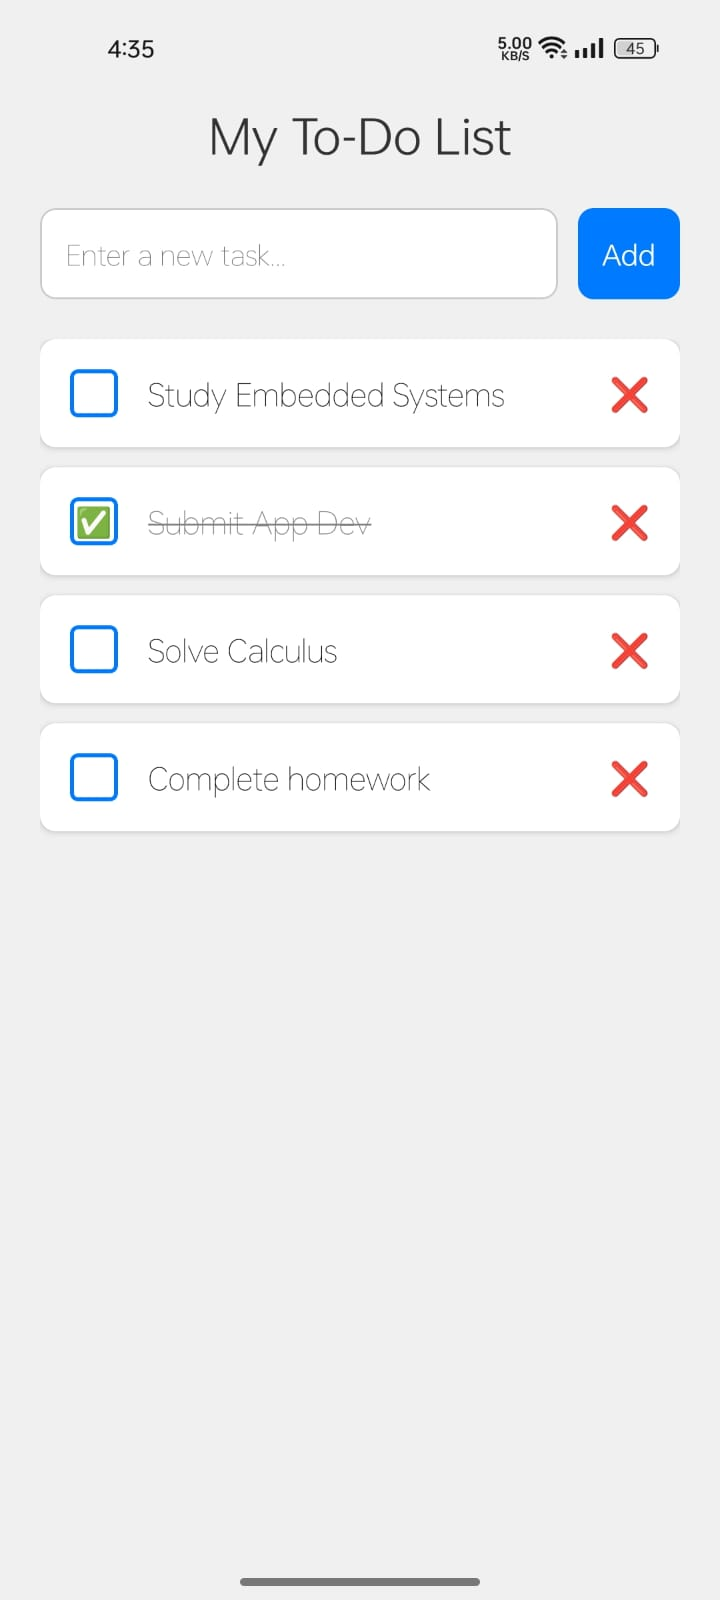 4:35
5.00
KB/S
45
My To-Do List
Enter a new task...
Add
Study Embedded Systems
Submit App Dev
Solve Calculus
Complete homework